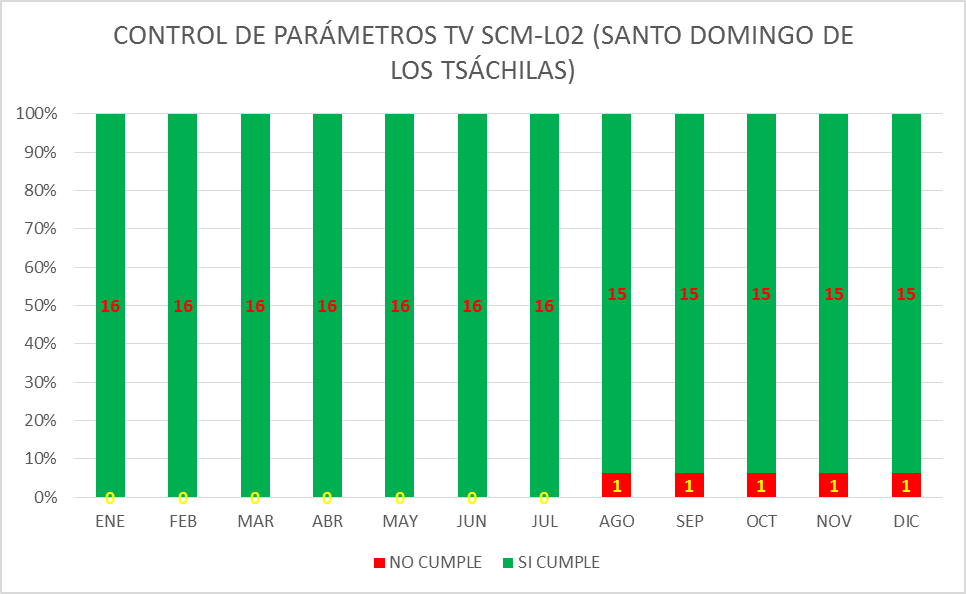 CONTROL DE PARÁMETROS TV SCM-L02 (SANTO DOMINGO DE
LOS TSÁCHILAS)
100%
90%
80%
70%
60%
50%
40%
30%
20%
10%
0%
16 16 16 16 16 16 16 15 15 15 15 15
0 0 0 0 0 0 0 1 1 1 1 1
ENE FEB MAR ABR MAY JUN JUL AGO SEP OCT NOV DIC
NO CUMPLE SI CUMPLE